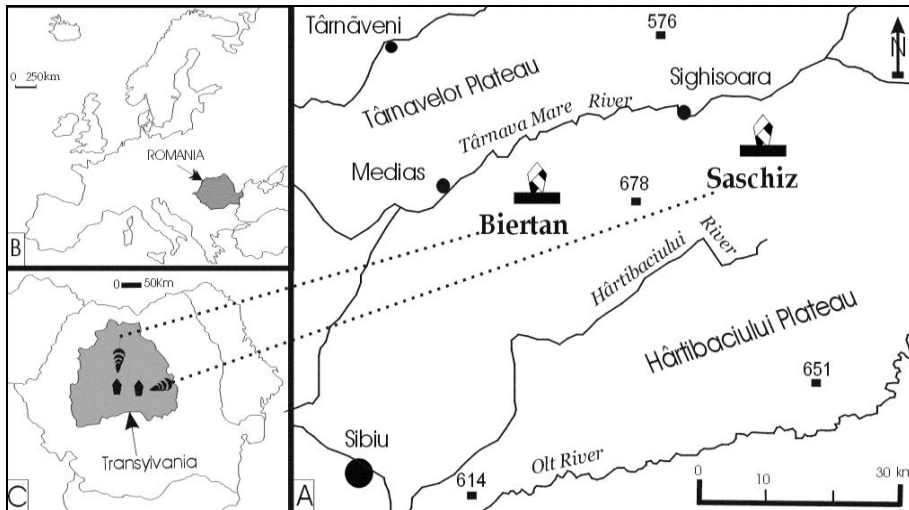 0 250km
ROMANIA
B
0 50Km
Transylvania
C
Târnãveni
576
N
Târnavelor Plateau
Sighisoara
Târnava Mare River
Medias
678
Saschiz
Biertan
Hârtibaciului River
Hârtibaciului Plateau
651
Sibiu
Olt River
614
A
0 10 30 km